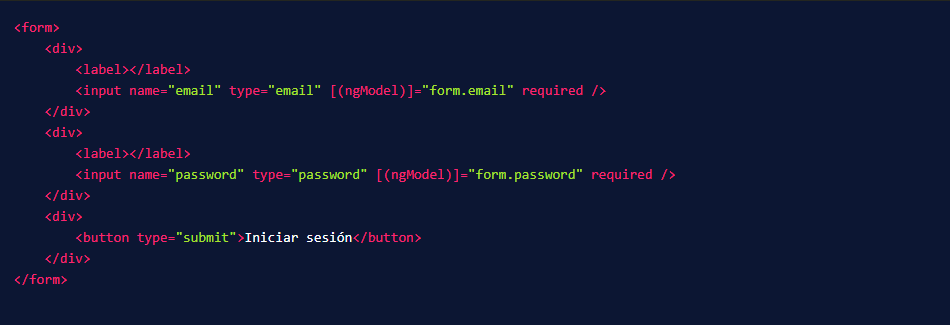 <form>
    <div>
        <label></label>
        <input name="email" type="email" [(ngModel)]="form.email" required />
    </div>
    <div>
        <label></label>
        <input name="password" type="password" [(ngModel)]="form.password" required />
    </div>
    <div>
        <button type="submit">Iniciar sesión</button>
    </div>
</form>